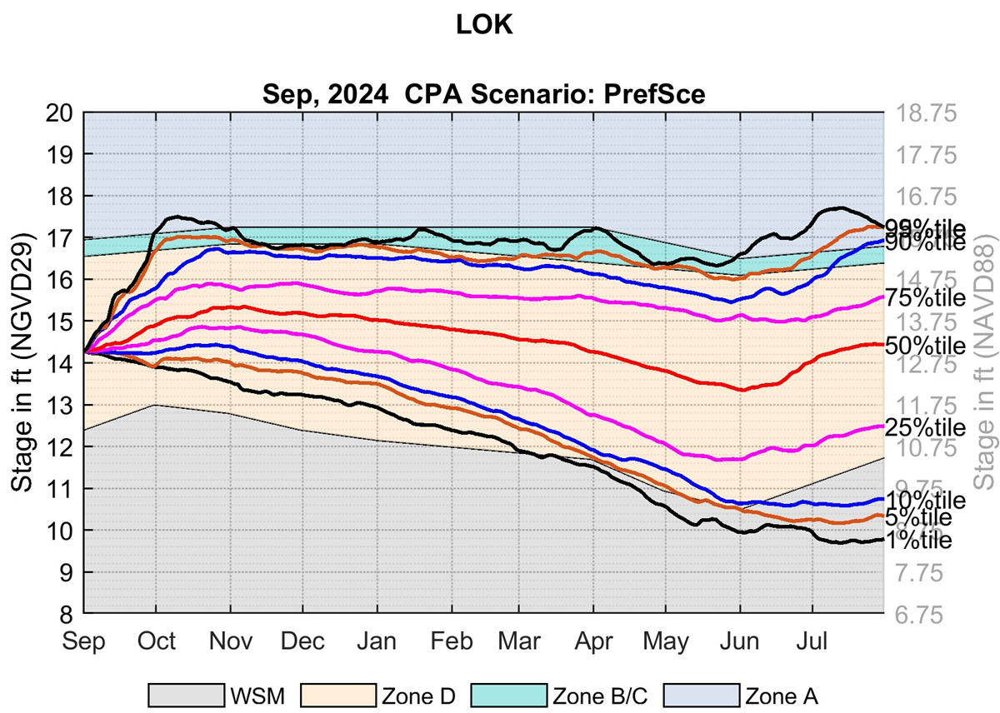 LOK
Sep, 2024 CPA Scenario: PrefSce
Stage in ft (NGVD29)
20
19
18
17
16
15
14
13
12
11
10
9
8
18.75
17.75
16.75
14.75
13.75
12.75
11.75
10.75
9.75
8.75
7.75
6.75
Stage in ft (NAVD88)
99%tile
90%tile
75%tile
50%tile
25%tile
10%tile
5%tile
1%tile
Sep Oct Nov Dec Jan Feb Mar Apr May Jun Jul
WSM Zone D Zone B/C Zone A